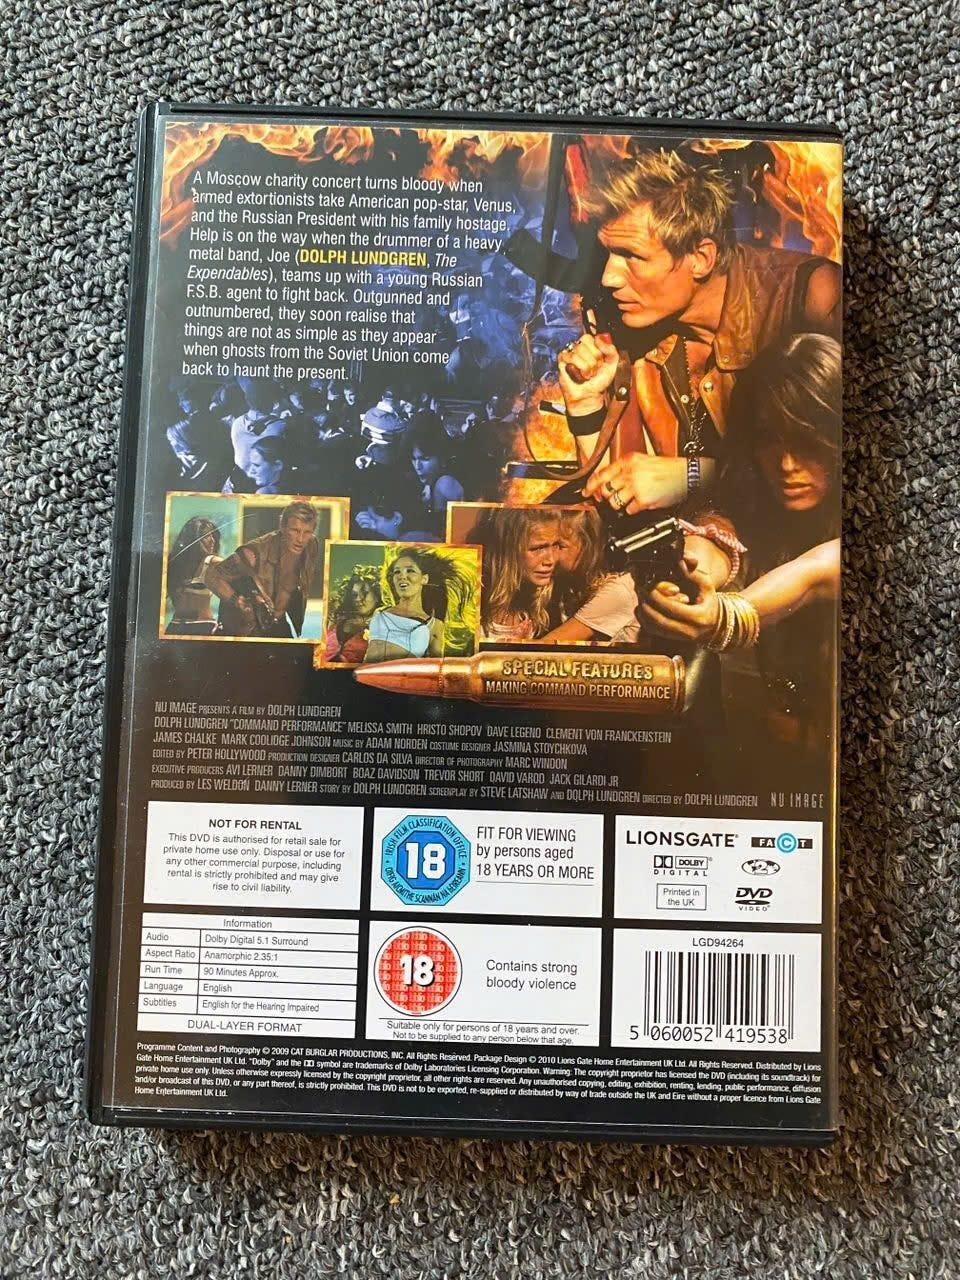 A Moscow charity concert turns bloody when
armed extortionists take American pop-star, Venus,
and the Russian President with his family hostage.
Help is on the way when the drummer of a heavy
metal band, Joe (DOLPH LUNDGREN, The
Expendables), teams up with a young Russian
F.S.B. agent to fight back. Outgunned and
outnumbered, they soon realise that
things are not as simple as they appear
when ghosts from the Soviet Union come
back to haunt the present.
SPECIAL FEATURES
MAKING COMMAND PERFORMANCE
NU IMAGE PRESENTS A FILM BY DOLPH LUNDGREN
DOLPH LUNDGREN "COMMAND PERFORMANCE" MELISSA SMITH HRISTO SHOPOV DAVE LEGENO CLEMENT VON FRANCKENSTEIN
JAMES CHALKE MARK COOLIDGE JOHNSON MUSIC BY ADAM NORDEN COSTUME DESIGNER JASMINA STOYCHKOVA
EDITED BY PETER HOLLYWOOD PRODUCTION DESIGNER CARLOS DA SILVA DIRECTOR OF PHOTOGRAPHY MARC WINDON
EXECUTIVE PRODUCERS AVI LERNER DANNY DIMBORT BOAZ DAVIDSON TREVOR SHORT DAVID VAROD JACK GILARDI JR
PRODUCED BY LES WELDON DANNY LERNER STORY BY DOLPH LUNDGREN SCREENPLAY BY STEVE LATSHAW AND DOLPH LUNDGREN DIRECTED BY DOLPH LUNDGREN NU IMAGE
NOT FOR RENTAL
This DVD is authorised for retail sale for
private home use only. Disposal or use for
any other commercial purpose, including
rental is strictly prohibited and may give
rise to civil liability.
IRISH FILM CLASSIFICATION OFFICE
18
OIFIG AICMITHE SCANNÁN NA HÉIREANN
FIT FOR VIEWING
by persons aged
18 YEARS OR MORE
LIONSGATE FACT
DOLBY
DIGITAL
Printed in
the UK
DVD
VIDEO
Information
Audio Dolby Digital 5.1 Surround
Aspect Ratio Anamorphic 2.35:1
Run Time 90 Minutes Approx.
Language English
Subtitles English for the Hearing Impaired
DUAL-LAYER FORMAT
18
Contains strong
bloody violence
Suitable only for persons of 18 years and over.
Not to be supplied to any person below that age.
LGD94264
5 060052 419538
Programme Content and Photography © 2009 CAT BURGLAR PRODUCTIONS, INC. All Rights Reserved. Package Design © 2010 Lions Gate Home Entertainment UK Ltd. All Rights Reserved. Distributed by Lions
Gate Home Entertainment UK Ltd. "Dolby" and the DD symbol are trademarks of Dolby Laboratories Licensing Corporation. Warning: The copyright proprietor has licensed the DVD (including its soundtrack) for
private home use only. Unless otherwise expressly licensed by the copyright proprietor, all other rights are reserved. Any unauthorised copying, editing, exhibition, renting, lending, public performance, diffusion
and/or broadcast of this DVD, or any part thereof, is strictly prohibited. This DVD is not to be exported, re-supplied or distributed by way of trade outside the UK and Eire without a proper licence from Lions Gate
Home Entertainment UK Ltd.